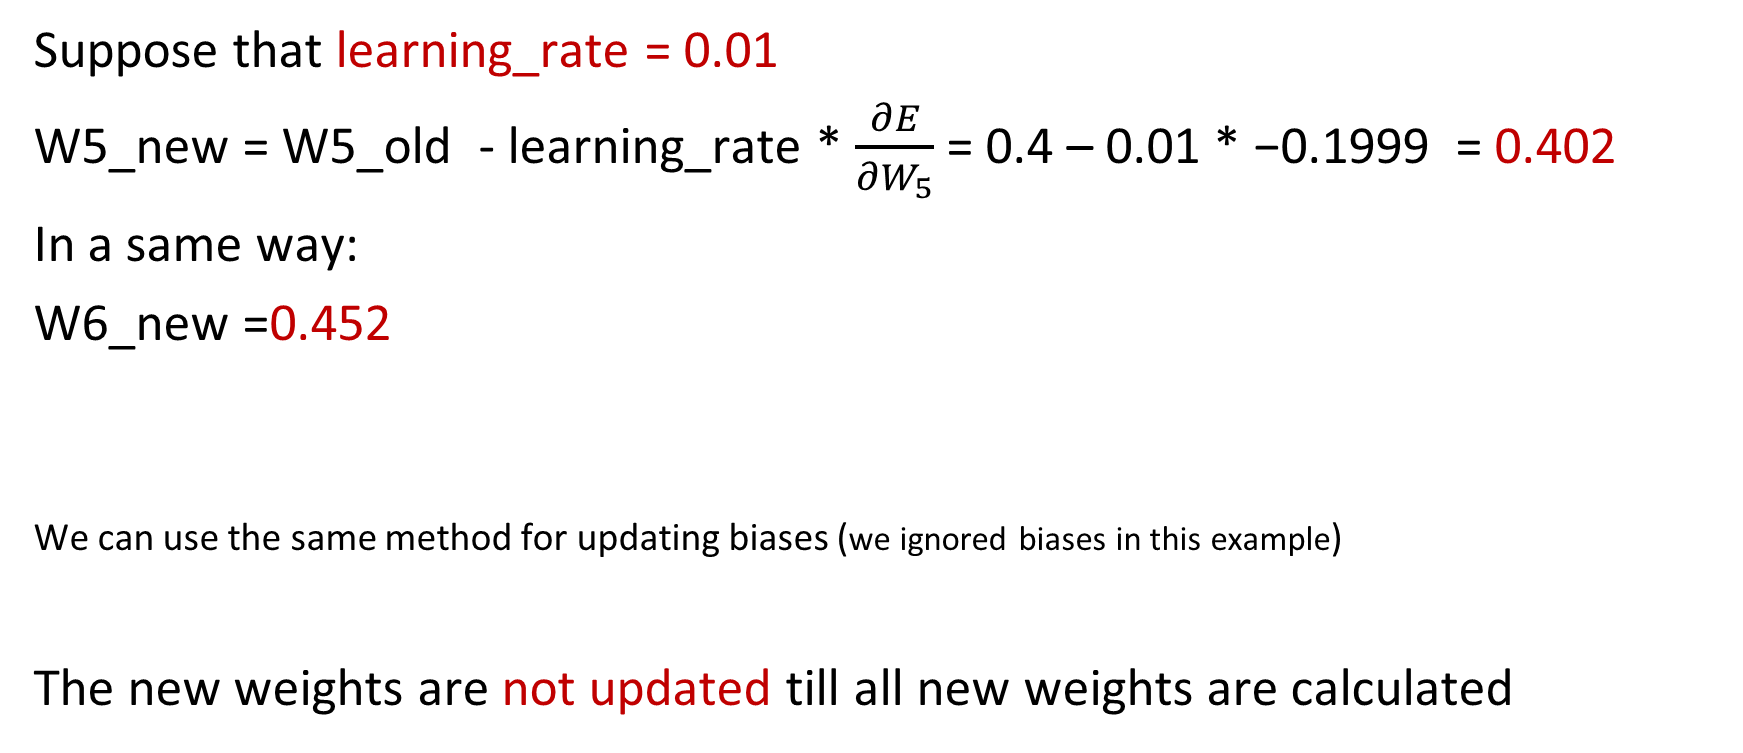 Suppose that learning_rate = 0.01
W5_new = W5_old - learning_rate * ∂E/∂W₅ = 0.4 – 0.01 * −0.1999 = 0.402
In a same way:
W6_new =0.452
We can use the same method for updating biases (we ignored biases in this example)
The new weights are not updated till all new weights are calculated